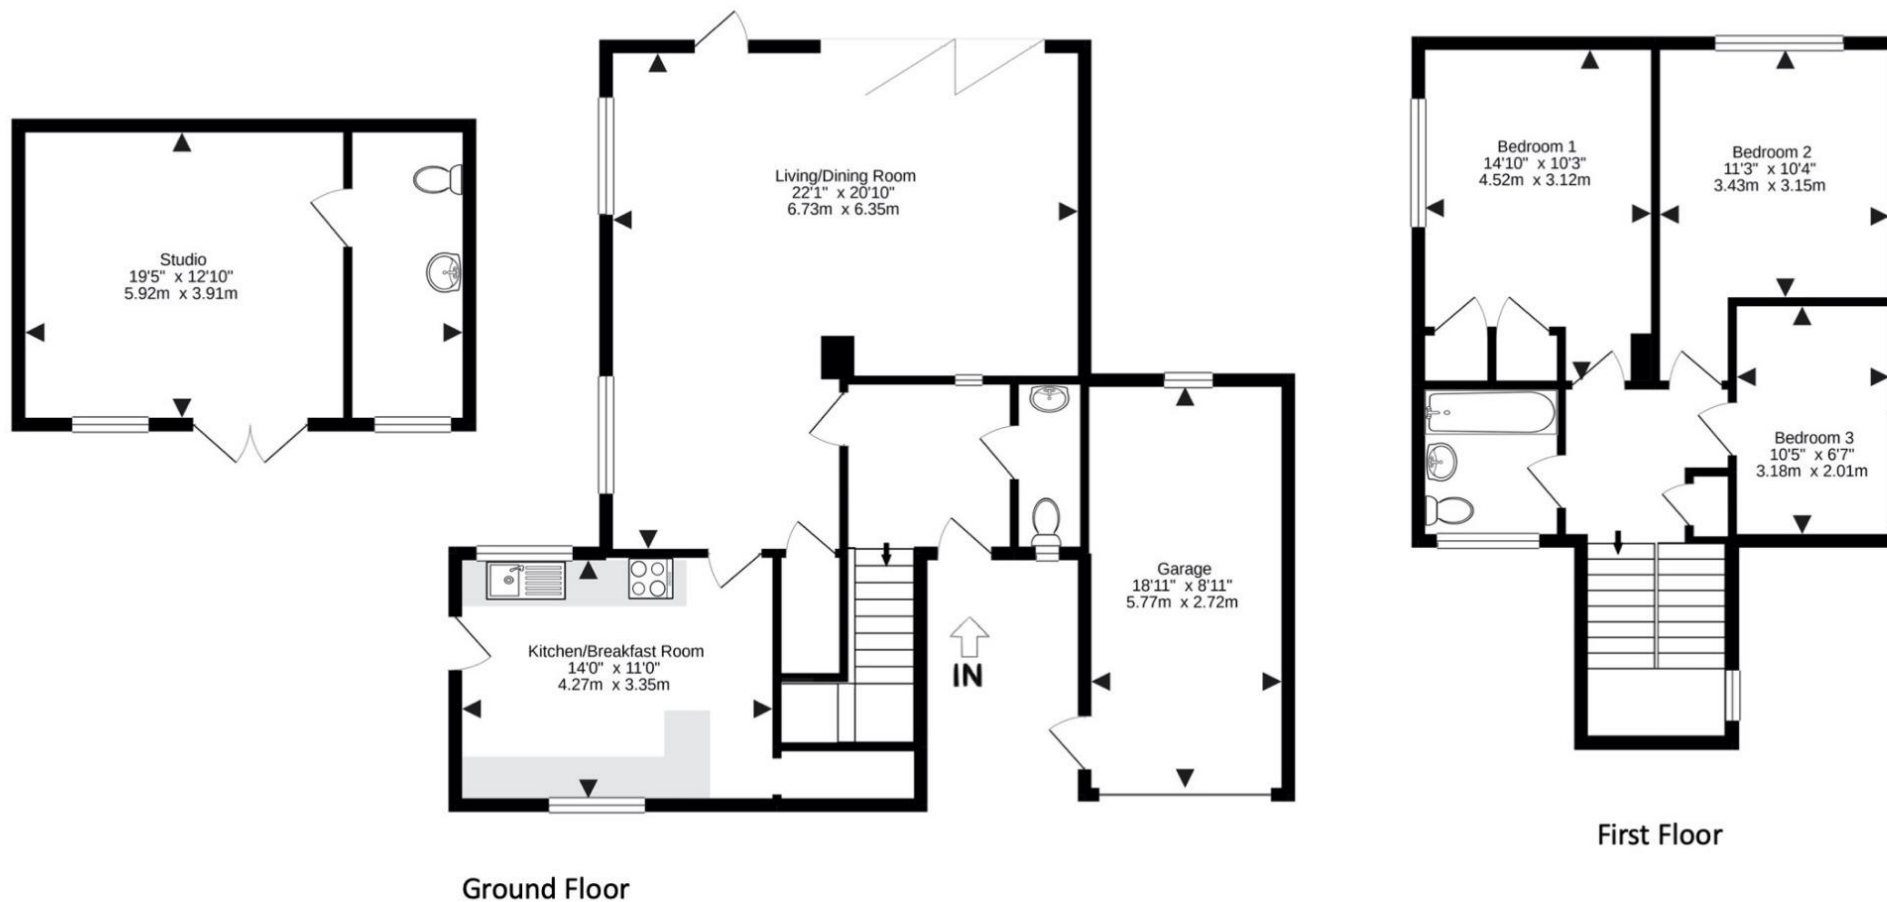 Studio
19'5" x 12'10"
5.92m x 3.91m
Living/Dining Room
22'1" x 20'10"
6.73m x 6.35m
Kitchen/Breakfast Room
14'0" x 11'0"
4.27m x 3.35m
IN
Garage
18'11" x 8'11"
5.77m x 2.72m
Ground Floor
Bedroom 1
14'10" x 10'3"
4.52m x 3.12m
Bedroom 2
11'3" x 10'4"
3.43m x 3.15m
Bedroom 3
10'5" x 6'7"
3.18m x 2.01m
First Floor